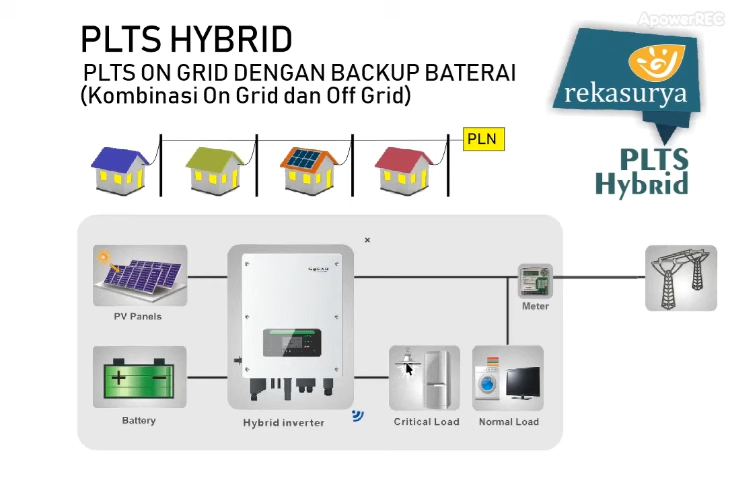 ApowerREC
PLTS HYBRID
PLTS ON GRID DENGAN BACKUP BATERAI
(Kombinasi On Grid dan Off Grid)
rekasurya
PLTS
Hybrid
PLN
PV Panels
Meter
Battery
Hybrid inverter
Critical Load
Normal Load